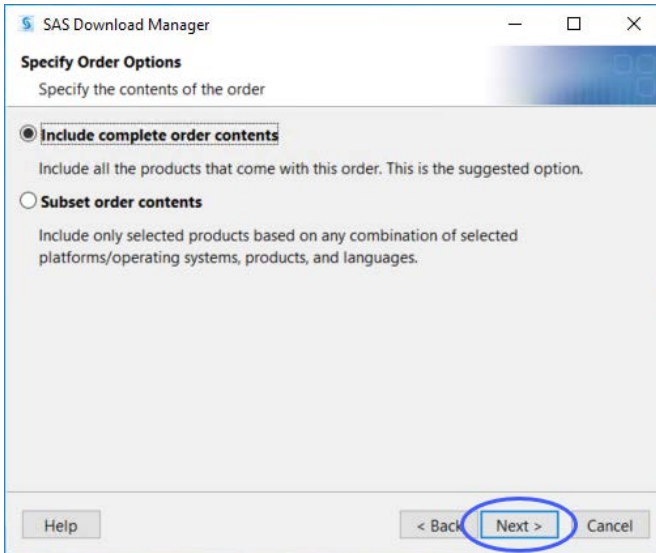 SAS Download Manager
Specify Order Options
Specify the contents of the order
Include complete order contents
Include all the products that come with this order. This is the suggested option.
Subset order contents
Include only selected products based on any combination of selected
platforms/operating systems, products, and languages.
Help
< Back
Next >
Cancel